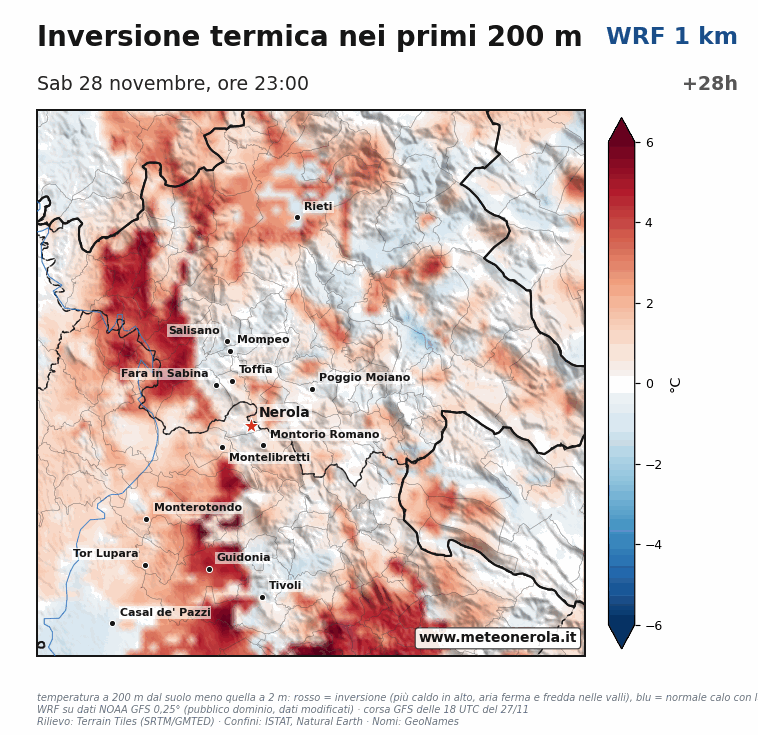 Inversione termica nei primi 200 m WRF 1 km
Sab 28 novembre, ore 23:00 +28h
Rieti
Salisano
Mompeo
Fara in Sabina
Toffia
Poggio Moiano
Nerola
Montorio Romano
Montelibretti
Monterotondo
Tor Lupara
Guidonia
Tivoli
Casal de' Pazzi
www.meteonerola.it
6
4
2
0
−2
−4
−6
°C
temperatura a 200 m dal suolo meno quella a 2 m: rosso = inversione (più caldo in alto, aria ferma e fredda nelle valli), blu = normale calo con l
WRF su dati NOAA GFS 0,25° (pubblico dominio, dati modificati) · corsa GFS delle 18 UTC del 27/11
Rilievo: Terrain Tiles (SRTM/GMTED) · Confini: ISTAT, Natural Earth · Nomi: GeoNames